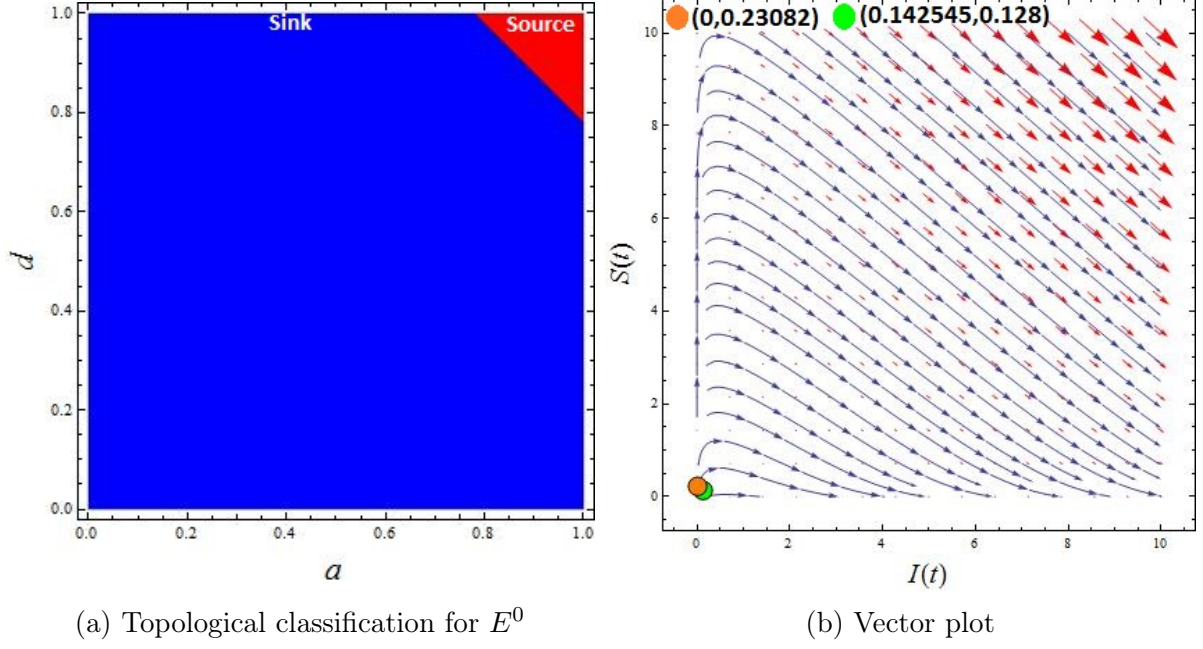 Sink
Source
1.0
0.8
0.6
0.4
0.2
0.0
0.0 0.2 0.4 0.6 0.8 1.0
d
a
(a) Topological classification for E⁰
(0,0.23082) (0.142545,0.128)
10
8
6
4
2
0
0 2 4 6 8 10
S(t)
I(t)
(b) Vector plot